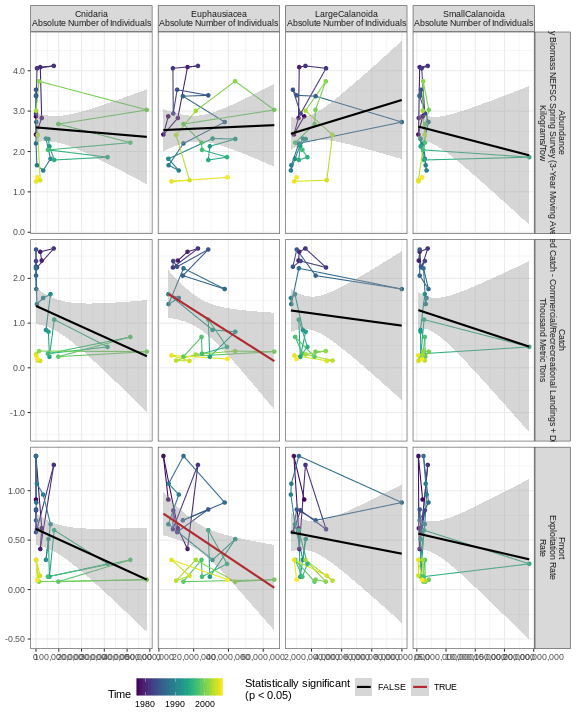 Cnidaria
Absolute Number of Individuals
Euphausiacea
Absolute Number of Individuals
LargeCalanoida
Absolute Number of Individuals
SmallCalanoida
Absolute Number of Individuals
4.0
3.0
2.0
1.0
0.0
Abundance
y Biomass NEFSC Spring Survey (3-Year Moving Ave
Kilograms/Tow
2.0
1.0
0.0
-1.0
Catch
ed Catch - Commercial/Recrecreational Landings + D
Thousand Metric Tons
1.00
0.50
0.00
-0.50
Fmort
Exploitation Rate
Rate
Time
1980 1990 2000
Statistically significant
(p < 0.05)
FALSE
TRUE